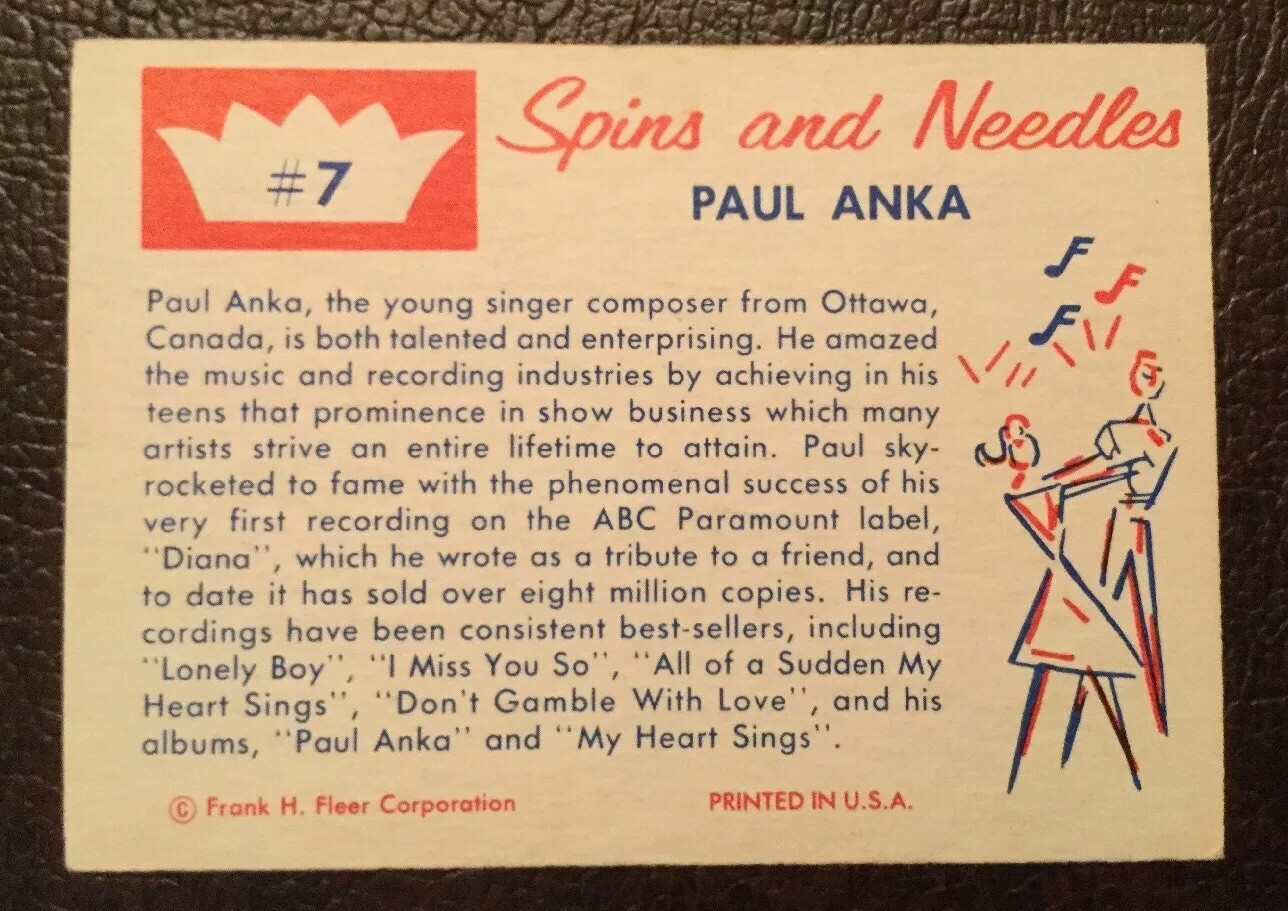 #7
Spins and Needles
PAUL ANKA
Paul Anka, the young singer composer from Ottawa,
Canada, is both talented and enterprising. He amazed
the music and recording industries by achieving in his
teens that prominence in show business which many
artists strive an entire lifetime to attain. Paul sky-
rocketed to fame with the phenomenal success of his
very first recording on the ABC Paramount label,
"Diana", which he wrote as a tribute to a friend, and
to date it has sold over eight million copies. His re-
cordings have been consistent best-sellers, including
"Lonely Boy", "I Miss You So", "All of a Sudden My
Heart Sings", "Don't Gamble With Love", and his
albums, "Paul Anka" and "My Heart Sings".
© Frank H. Fleer Corporation
PRINTED IN U.S.A.